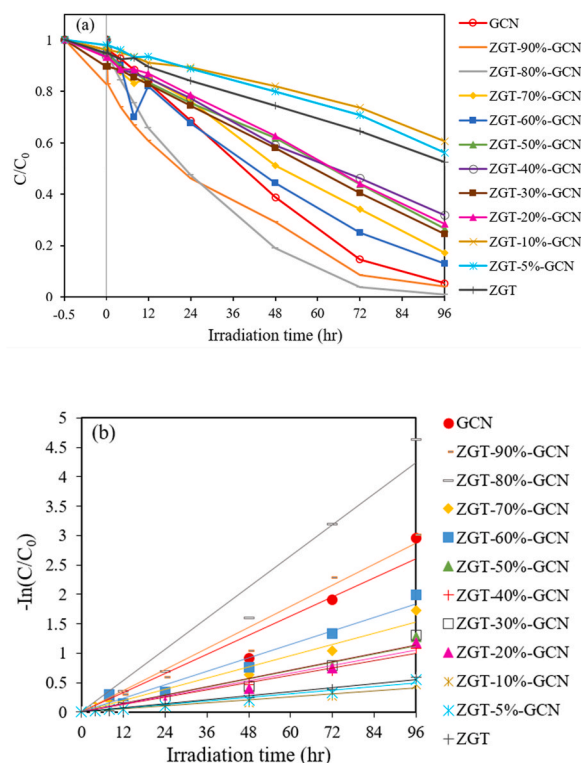 (a)
1
0.8
0.6
0.4
0.2
0
C/C0
-0.5 0 12 24 36 48 60 72 84 96
Irradiation time (hr)
GCN
ZGT-90%-GCN
ZGT-80%-GCN
ZGT-70%-GCN
ZGT-60%-GCN
ZGT-50%-GCN
ZGT-40%-GCN
ZGT-30%-GCN
ZGT-20%-GCN
ZGT-10%-GCN
ZGT-5%-GCN
ZGT
(b)
5
4.5
4
3.5
3
2.5
2
1.5
1
0.5
0
-In(C/C0)
0 12 24 36 48 60 72 84 96
Irradiation time (hr)
GCN
ZGT-90%-GCN
ZGT-80%-GCN
ZGT-70%-GCN
ZGT-60%-GCN
ZGT-50%-GCN
ZGT-40%-GCN
ZGT-30%-GCN
ZGT-20%-GCN
ZGT-10%-GCN
ZGT-5%-GCN
ZGT